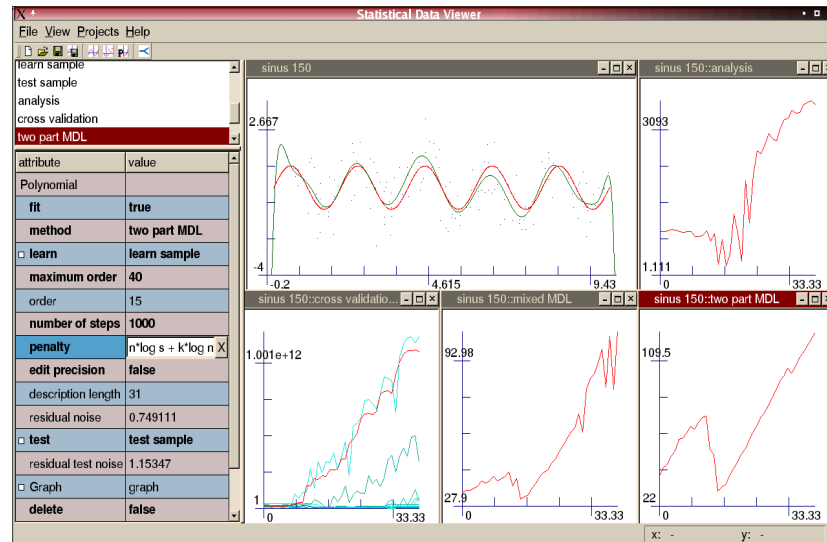 X
Statistical Data Viewer
File View Projects Help
learn sample
test sample
analysis
cross validation
two part MDL
attribute value
Polynomial
fit true
method two part MDL
learn learn sample
maximum order 40
order 15
number of steps 1000
penalty n*log s + k*log n X
edit precision false
description length 31
residual noise 0.749111
test test sample
residual test noise 1.15347
Graph graph
delete false
sinus 150
2.667
-4
-0.2 4.615 9.43
sinus 150::analysis
3093
1.111
0 33.33
sinus 150::cross validatio...
1.001e+12
1
0 33.33
sinus 150::mixed MDL
92.98
27.9
0 33.33
sinus 150::two part MDL
109.5
22
0 33.33
x: - y: -